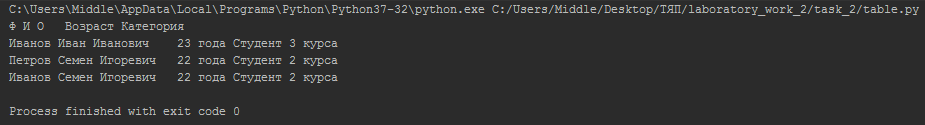 C:\Users\Middle\AppData\Local\Programs\Python\Python37-32\python.exe C:/Users/Middle/Desktop/ТЯП/laboratory_work_2/task_2/table.py
Ф И О   Возраст Категория
Иванов Иван Иванович    23 года Студент 3 курса
Петров Семен Игоревич   22 года Студент 2 курса
Иванов Семен Игоревич   22 года Студент 2 курса
Process finished with exit code 0